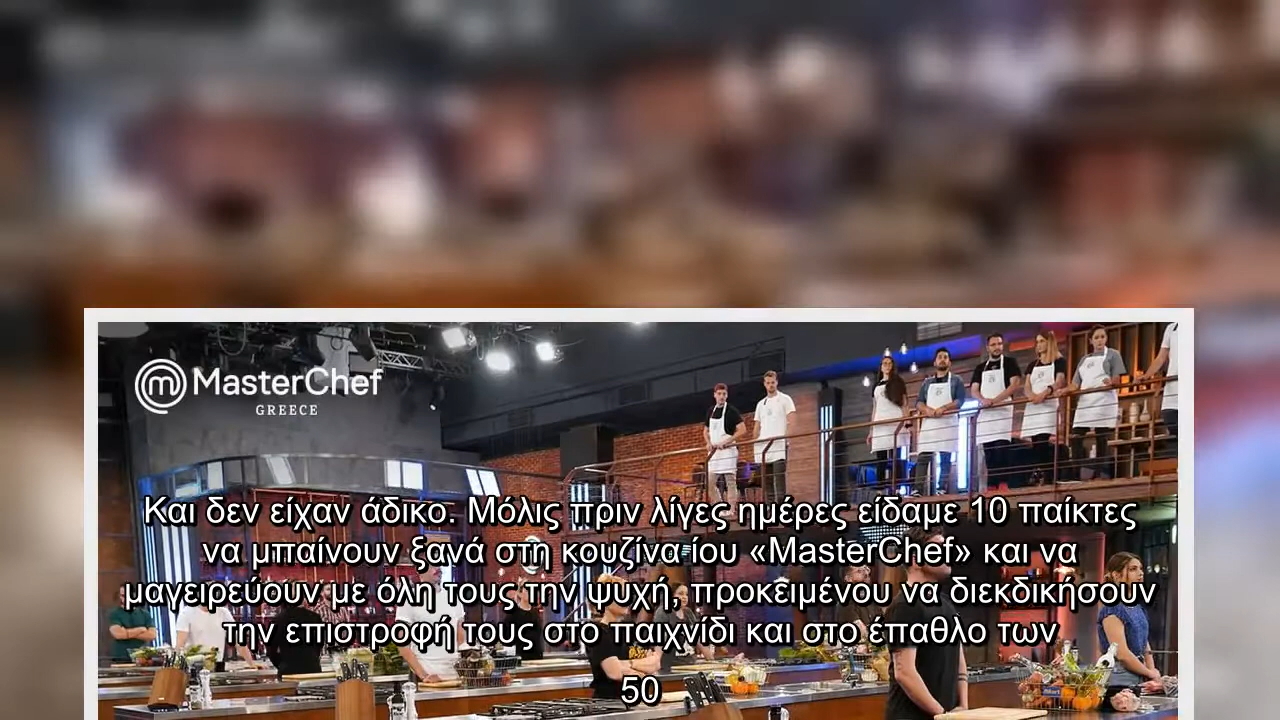 MasterChef
GREECE
Και δεν είχαν άδικο. Μόλις πριν λίγες ημέρες είδαμε 10 παίκτες
να μπαίνουν ξανά στη κουζίνα ίου «MasterChef» και να
μαγειρεύουν με όλη τους την ψυχή, προκειμένου να διεκδικήσουν
την επιστροφή τους στο παιχνίδι και στο έπαθλο των
50